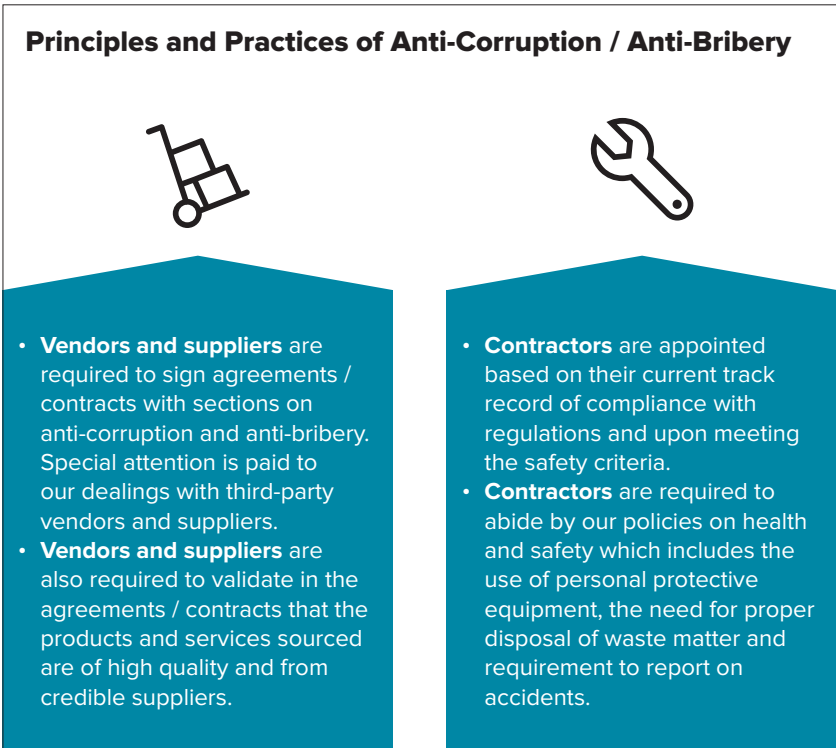 Principles and Practices of Anti-Corruption / Anti-Bribery
• Vendors and suppliers are
required to sign agreements /
contracts with sections on
anti-corruption and anti-bribery.
Special attention is paid to
our dealings with third-party
vendors and suppliers.
• Vendors and suppliers are
also required to validate in the
agreements / contracts that the
products and services sourced
are of high quality and from
credible suppliers.
• Contractors are appointed
based on their current track
record of compliance with
regulations and upon meeting
the safety criteria.
• Contractors are required to
abide by our policies on health
and safety which includes the
use of personal protective
equipment, the need for proper
disposal of waste matter and
requirement to report on
accidents.